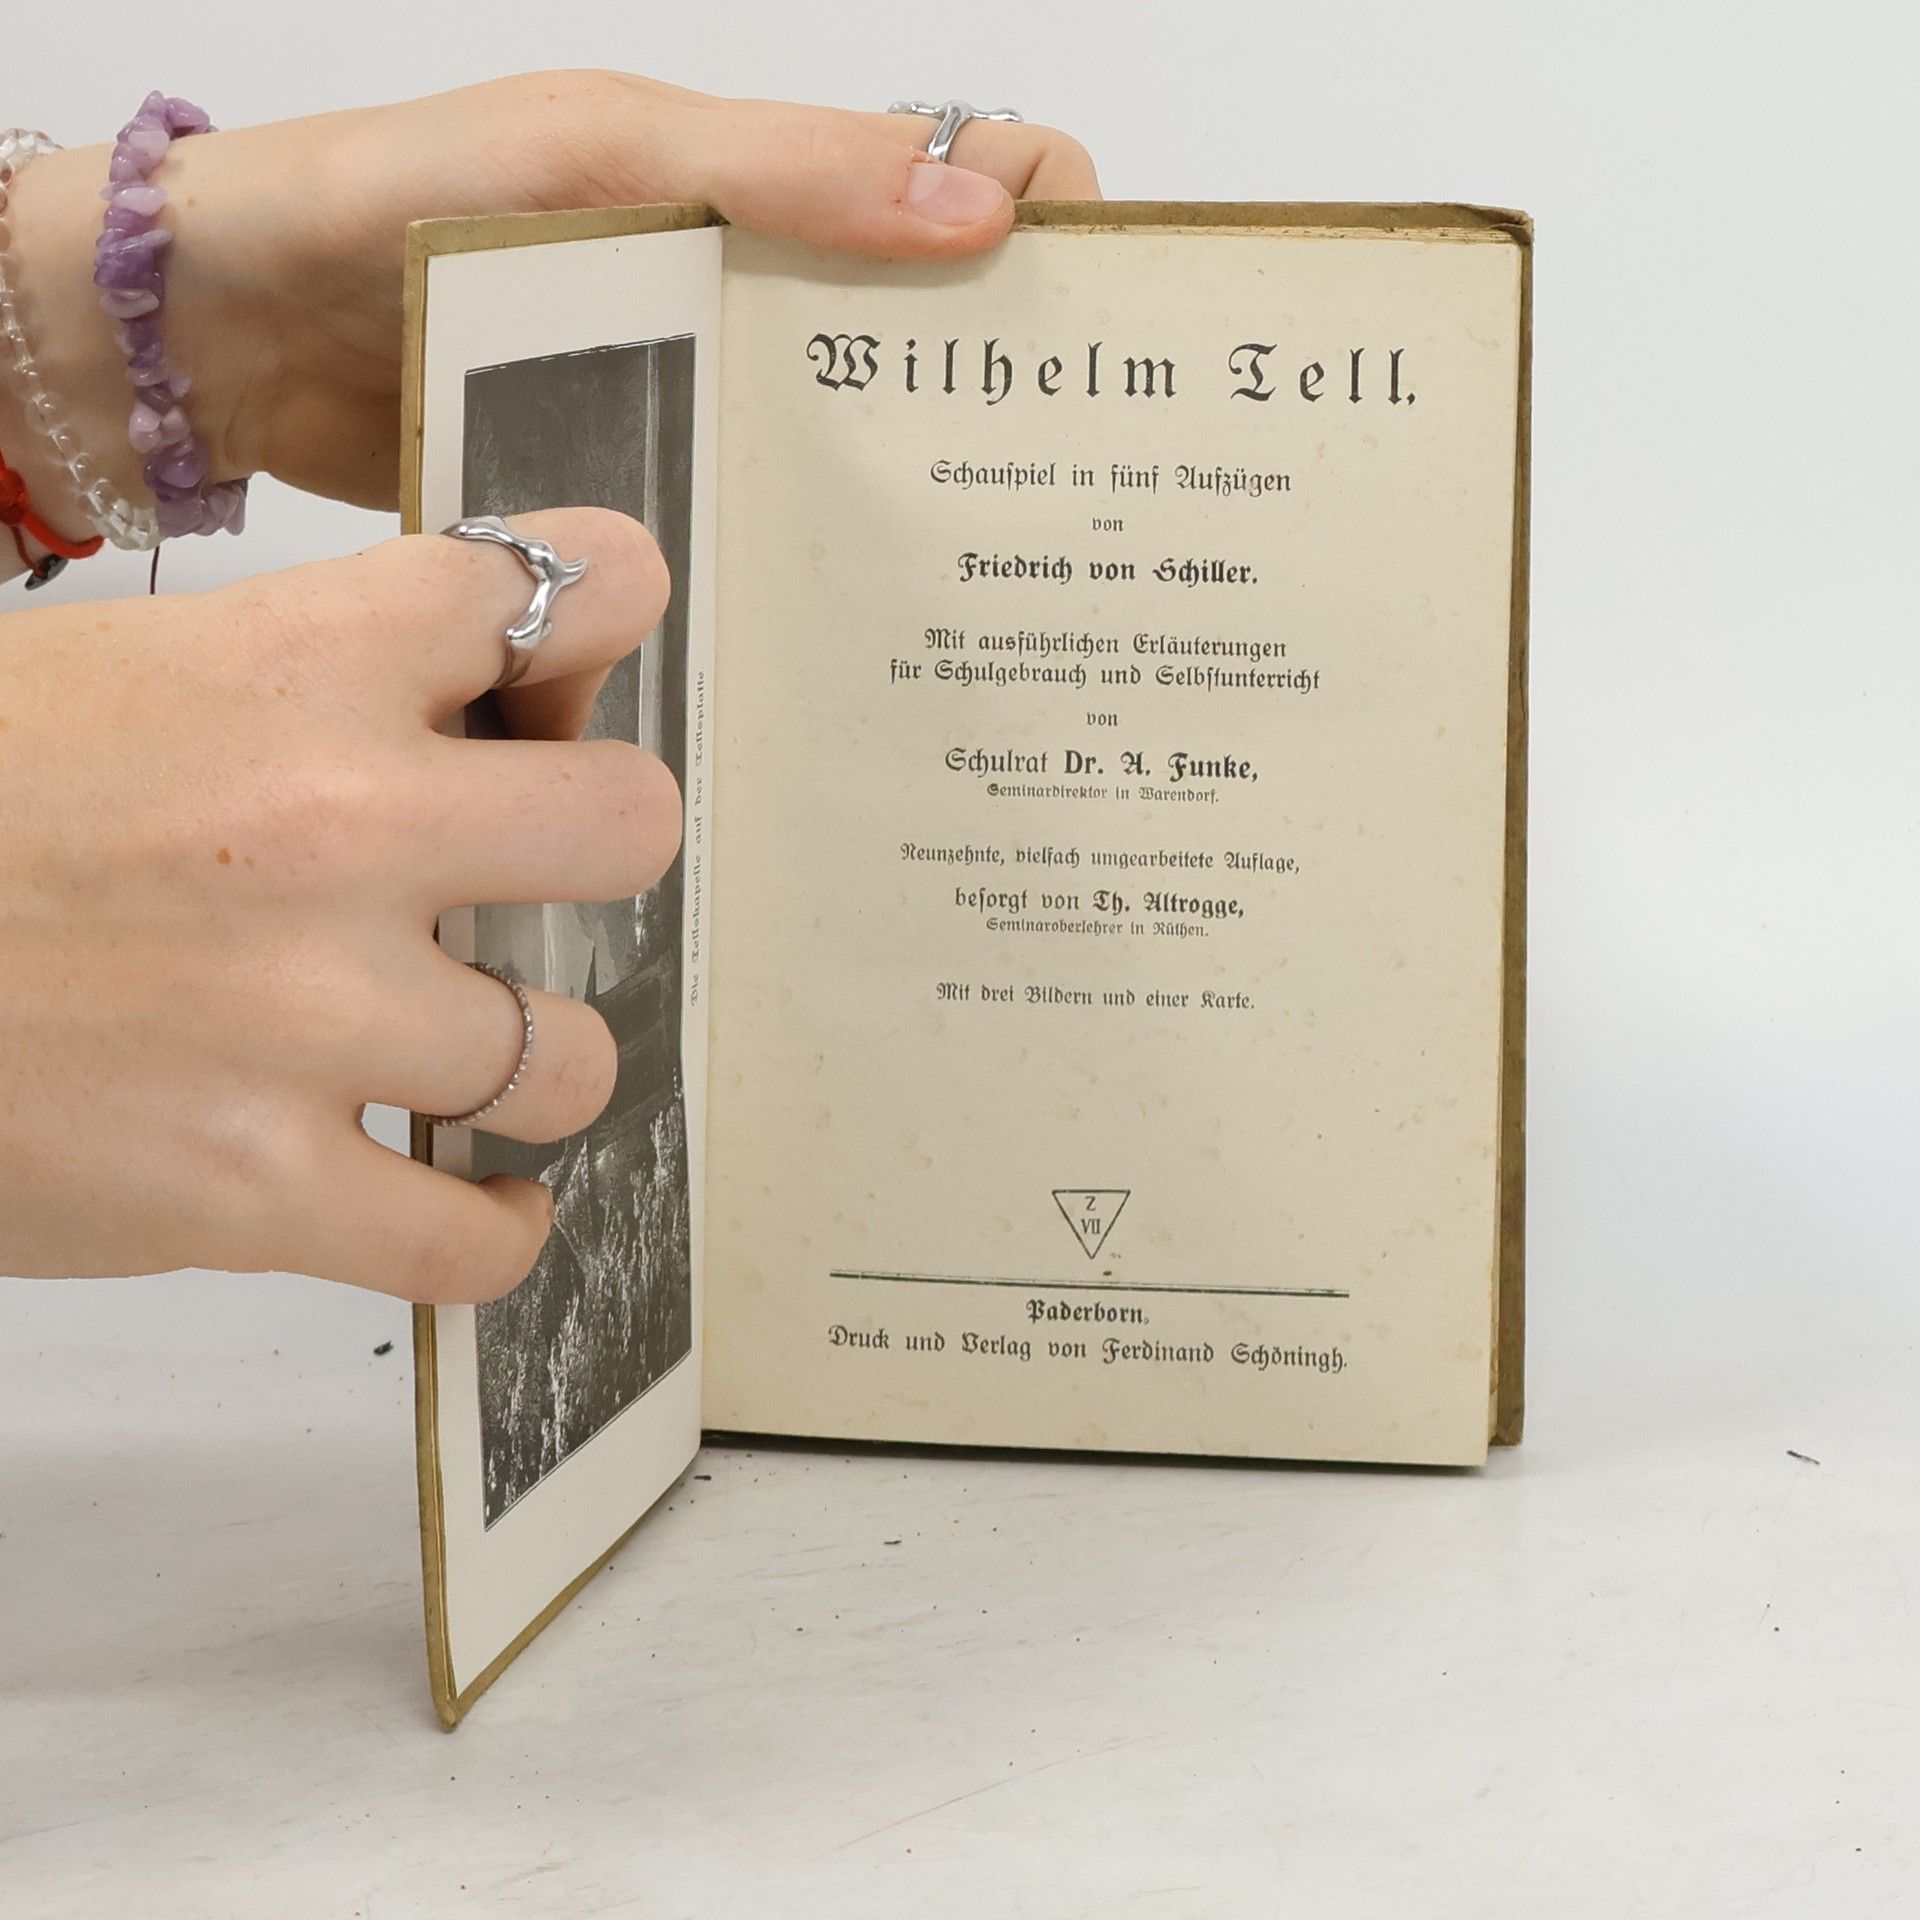 Die Tellskapelle auf der Tellsplatte.
Wilhelm Tell.
Schauſpiel in fünf Aufzügen
von
Friedrich von Schiller.
Mit ausführlichen Erläuterungen
für Schulgebrauch und Selbſtunterricht
von
Schulrat Dr. A. Funke,
Seminardirektor in Warendorf.
Neunzehnte, vielfach umgearbeitete Auflage,
beſorgt von Th. Altrogge,
Seminaroberlehrer in Rüthen.
Mit drei Bildern und einer Karte.
Z
VII
Paderborn.
Druck und Verlag von Ferdinand Schöningh.